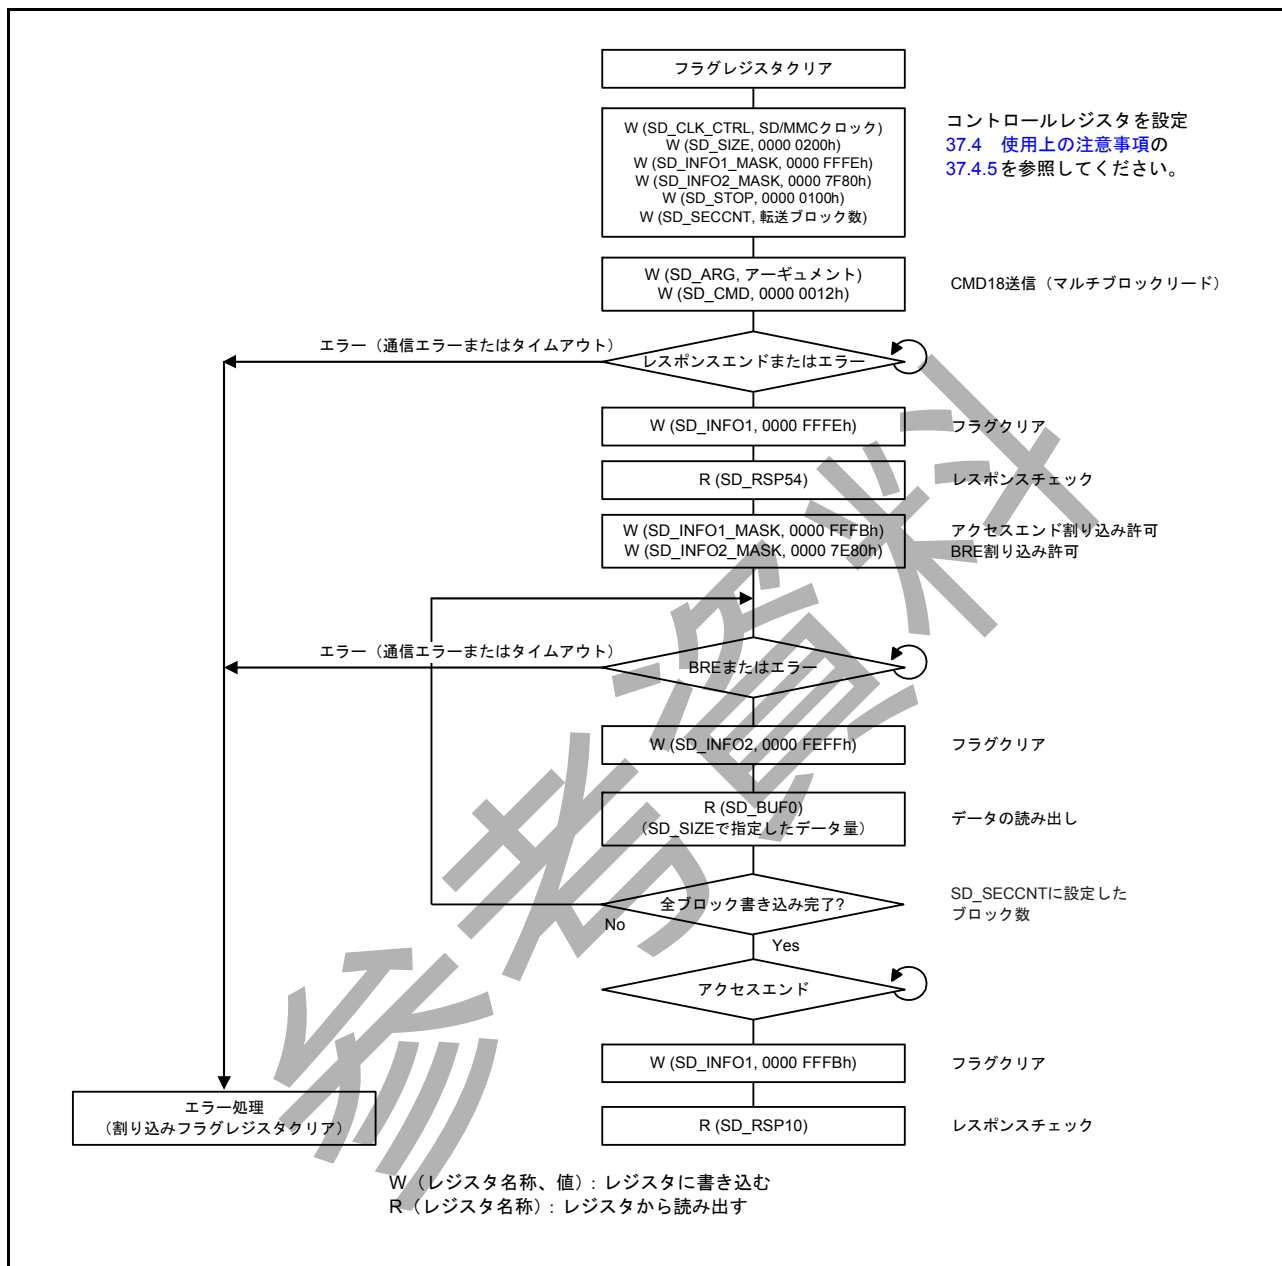 フラグレジスタクリア
W (SD_CLK_CTRL, SD/MMCクロック)
W (SD_SIZE, 0000 0200h)
W (SD_INFO1_MASK, 0000 FFFEh)
W (SD_INFO2_MASK, 0000 7F80h)
W (SD_STOP, 0000 0100h)
W (SD_SECCNT, 転送ブロック数)
コントロールレジスタを設定
37.4 使用上の注意事項の
37.4.5を参照してください。
W (SD_ARG, アーギュメント)
W (SD_CMD, 0000 0012h)
CMD18送信（マルチブロックリード）
エラー（通信エラーまたはタイムアウト）
レスポンスエンドまたはエラー
W (SD_INFO1, 0000 FFFEh)
フラグクリア
R (SD_RSP54)
レスポンスチェック
W (SD_INFO1_MASK, 0000 FFFBh)
W (SD_INFO2_MASK, 0000 7E80h)
アクセスエンド割り込み許可
BRE割り込み許可
エラー（通信エラーまたはタイムアウト）
BREまたはエラー
W (SD_INFO2, 0000 FEFFh)
フラグクリア
R (SD_BUF0)
（SD_SIZEで指定したデータ量）
データの読み出し
全ブロック書き込み完了?
SD_SECCNTに設定した
ブロック数
No
Yes
アクセスエンド
W (SD_INFO1, 0000 FFFBh)
フラグクリア
エラー処理
（割り込みフラグレジスタクリア）
R (SD_RSP10)
レスポンスチェック
W（レジスタ名称、値）: レジスタに書き込む
R（レジスタ名称）: レジスタから読み出す
参考資料